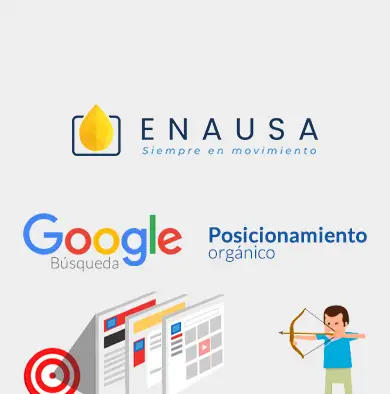 ENAUSA
Siempre en movimiento
Google
Búsqueda
Posicionamiento
orgánico